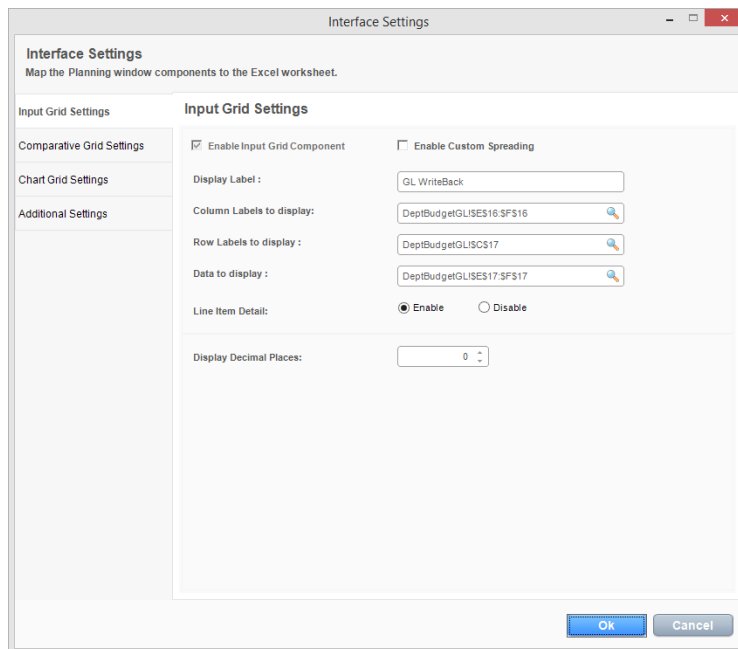 Interface Settings
Interface Settings
Map the Planning window components to the Excel worksheet.
Input Grid Settings
Comparative Grid Settings
Chart Grid Settings
Additional Settings
Input Grid Settings
Enable Input Grid Component
Enable Custom Spreading
Display Label :
GL WriteBack
Column Labels to display:
DeptBudgetGL!$E$16:$F$16
Row Labels to display :
DeptBudgetGL!$C$17
Data to display :
DeptBudgetGL!$E$17:$F$17
Line Item Detail:
Enable
Disable
Display Decimal Places:
0
Ok
Cancel